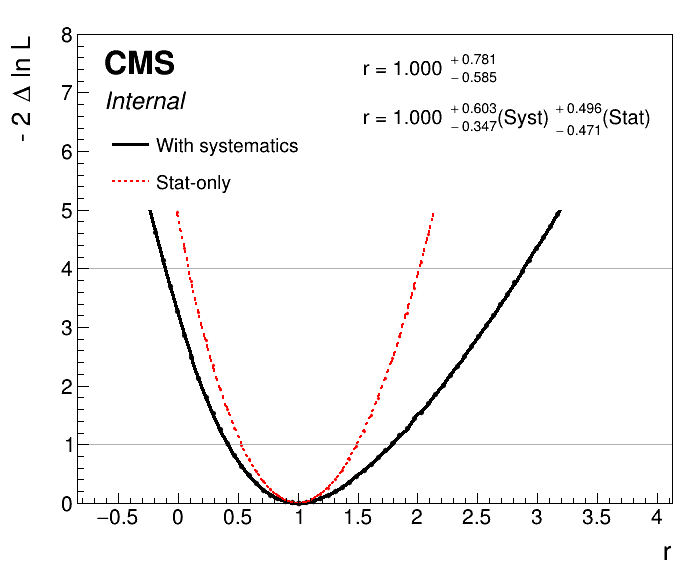 - 2 Δ ln L
8
7
6
5
4
3
2
1
0
CMS
Internal
With systematics
Stat-only
r = 1.000 +0.781 −0.585
r = 1.000 +0.603 −0.347(Syst) +0.496 −0.471(Stat)
−0.5 0 0.5 1 1.5 2 2.5 3 3.5 4
r